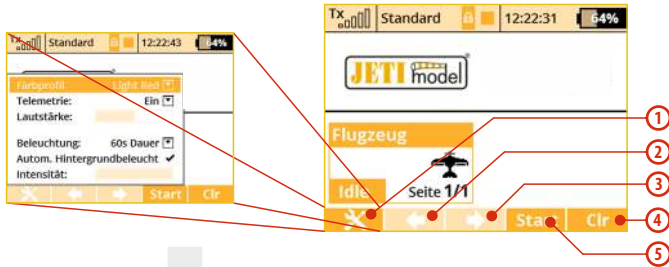 Tx Standard 12:22:43 64%
Farbprofil: Light Red
Telemetrie: Ein
Lautstärke:
Beleuchtung: 60s Dauer
Autom. Hintergrundbeleucht ✔
Intensität:
Start Clr
Tx Standard 12:22:31 64%
JETI model
Flugzeug
Idle Seite 1/1
Start Clr
1
2
3
4
5